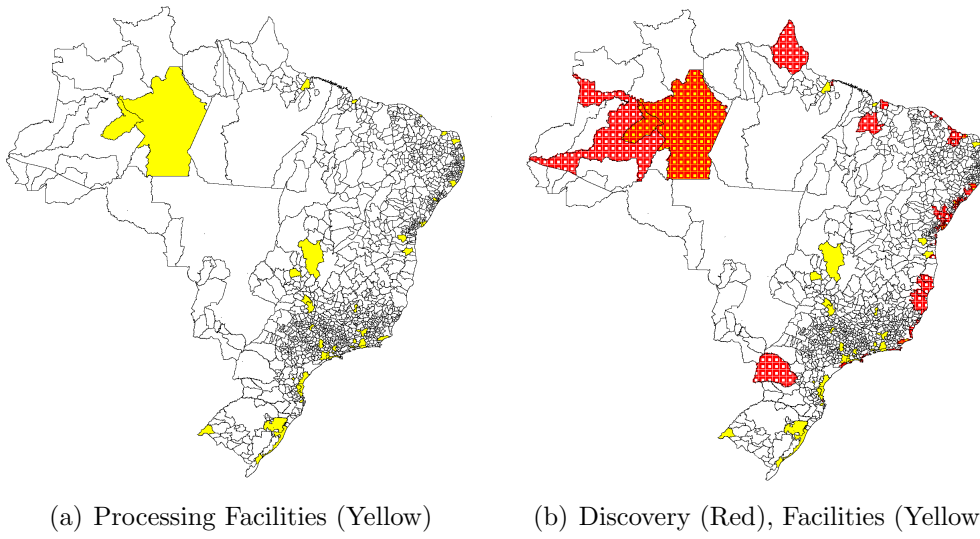 (a) Processing Facilities (Yellow)
(b) Discovery (Red), Facilities (Yellow